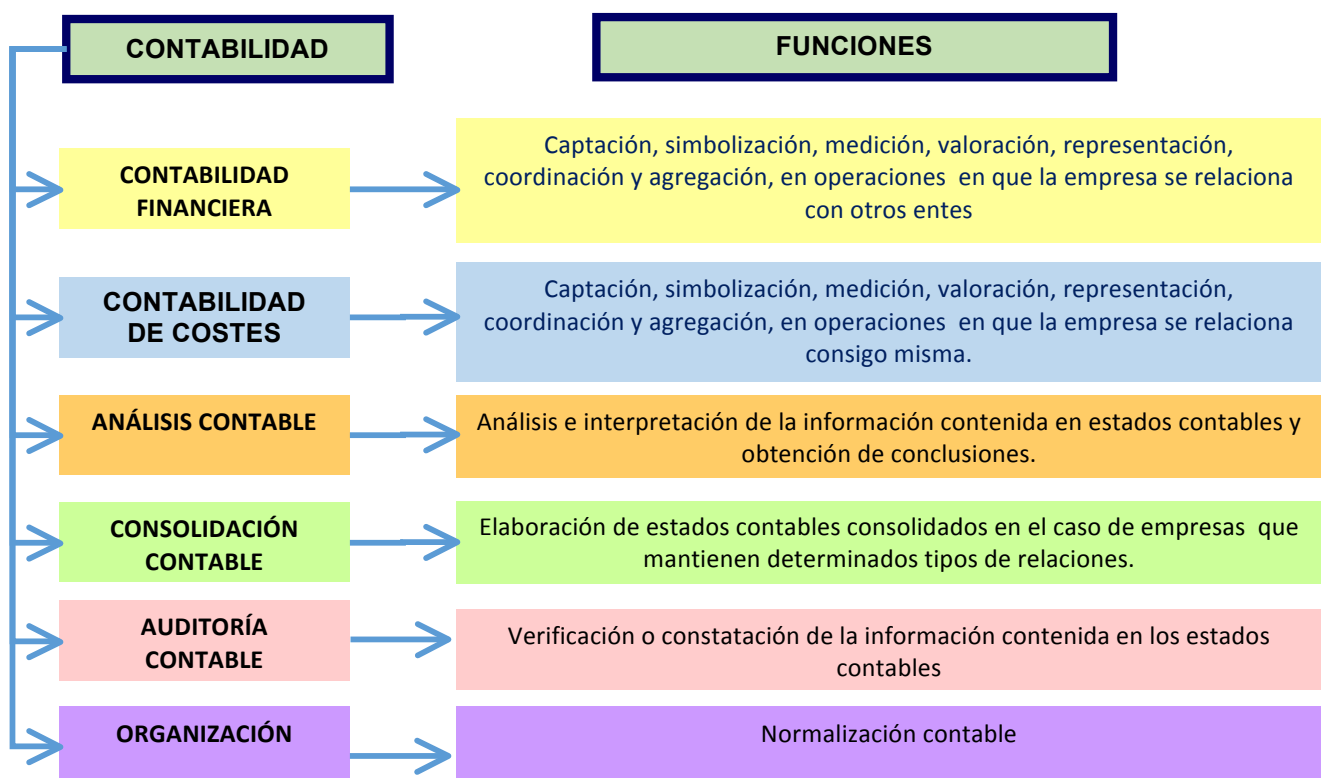 CONTABILIDAD
FUNCIONES
CONTABILIDAD
FINANCIERA
Captación, simbolización, medición, valoración, representación,
coordinación y agregación, en operaciones en que la empresa se relaciona
con otros entes
CONTABILIDAD
DE COSTES
Captación, simbolización, medición, valoración, representación,
coordinación y agregación, en operaciones en que la empresa se relaciona
consigo misma.
ANÁLISIS CONTABLE
Análisis e interpretación de la información contenida en estados contables y
obtención de conclusiones.
CONSOLIDACIÓN
CONTABLE
Elaboración de estados contables consolidados en el caso de empresas que
mantienen determinados tipos de relaciones.
AUDITORÍA
CONTABLE
Verificación o constatación de la información contenida en los estados
contables
ORGANIZACIÓN
Normalización contable